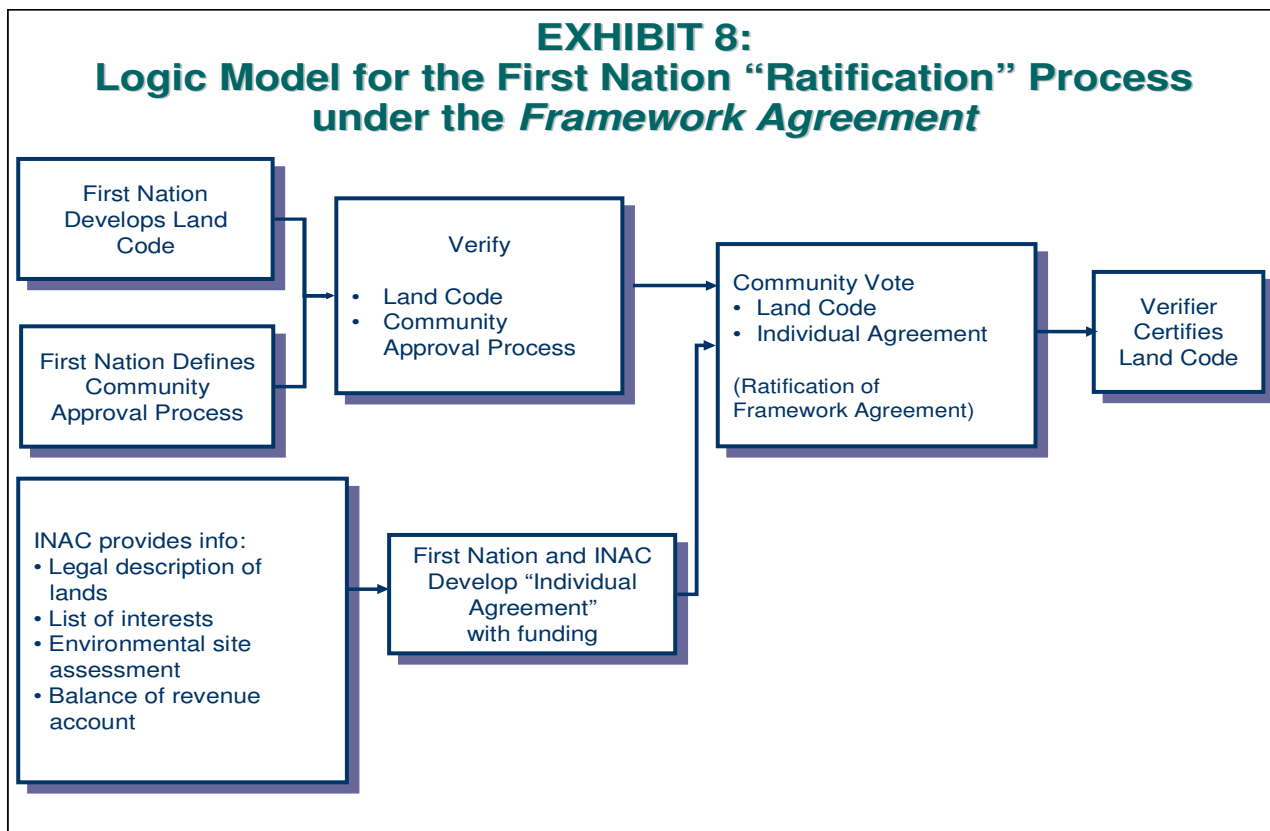 EXHIBIT 8:
Logic Model for the First Nation “Ratification” Process
under the Framework Agreement
First Nation
Develops Land
Code
First Nation Defines
Community
Approval Process
Verify
• Land Code
• Community
Approval Process
Community Vote
• Land Code
• Individual Agreement
(Ratification of
Framework Agreement)
Verifier
Certifies
Land Code
INAC provides info:
• Legal description of
lands
• List of interests
• Environmental site
assessment
• Balance of revenue
account
First Nation and INAC
Develop “Individual
Agreement”
with funding